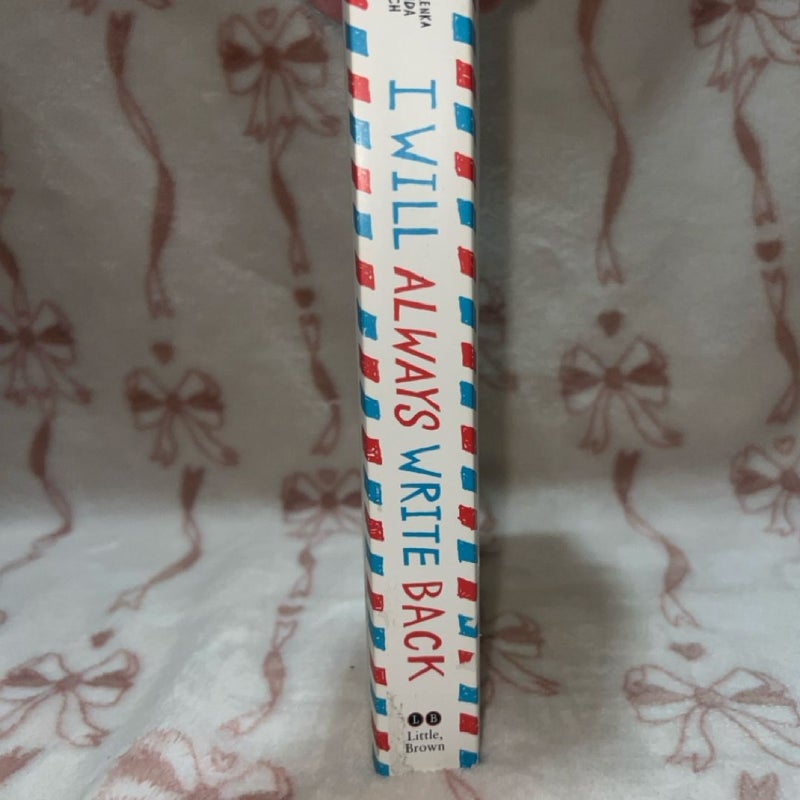 I WILL ALWAYS WRITE BACK
L B
Little,
Brown